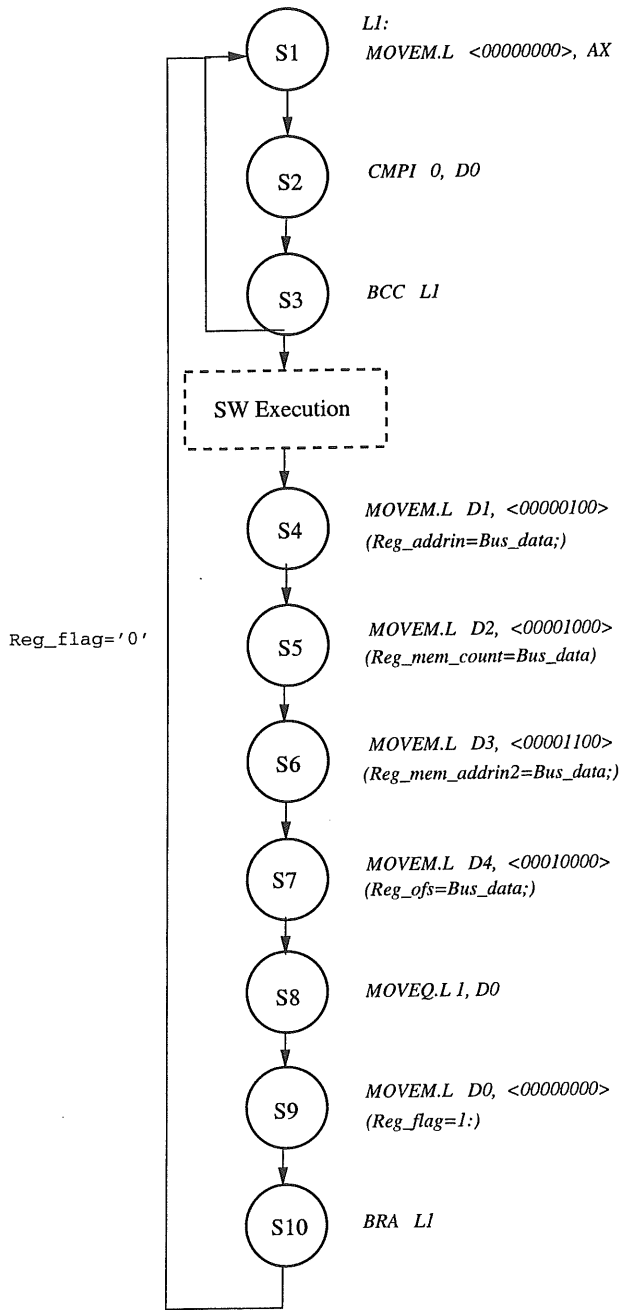 L1:
S1
MOVEM.L <00000000>, AX
S2
CMPI 0, D0
S3
BCC L1
SW Execution
S4
MOVEM.L D1, <00000100>
(Reg_addrin=Bus_data;)
Reg_flag='0'
S5
MOVEM.L D2, <00001000>
(Reg_mem_count=Bus_data)
S6
MOVEM.L D3, <00001100>
(Reg_mem_addrin2=Bus_data;)
S7
MOVEM.L D4, <00010000>
(Reg_ofs=Bus_data;)
S8
MOVEQ.L 1, D0
S9
MOVEM.L D0, <00000000>
(Reg_flag=1:)
S10
BRA L1